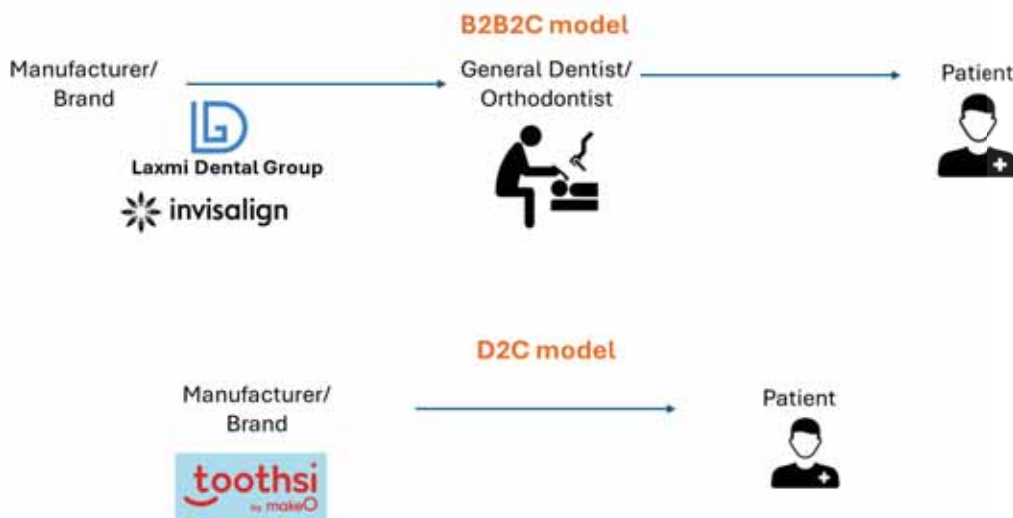 B2B2C model
Manufacturer/
Brand
General Dentist/
Orthodontist
Patient
LGD
Laxmi Dental Group
invisalign
D2C model
Manufacturer/
Brand
Patient
toothsi
by makeO